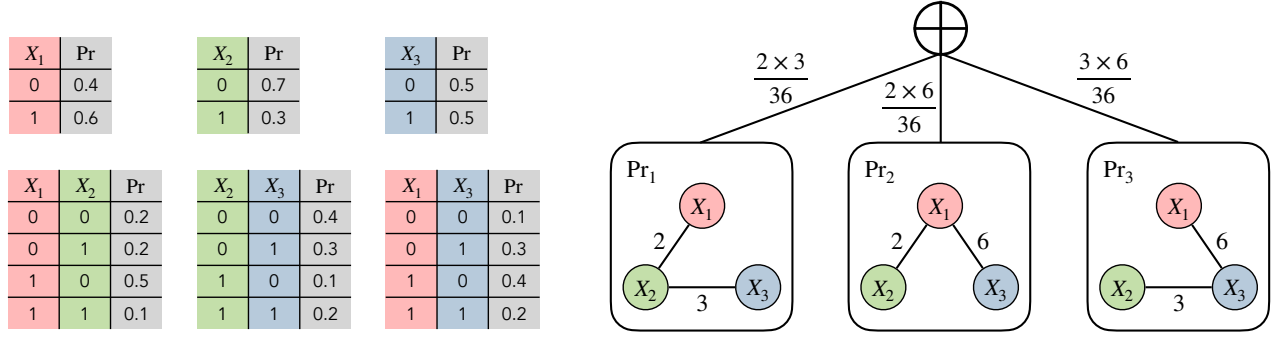 X₁ Pr
0 0.4
1 0.6
X₂ Pr
0 0.7
1 0.3
X₃ Pr
0 0.5
1 0.5
X₁ X₂ Pr
0 0 0.2
0 1 0.2
1 0 0.5
1 1 0.1
X₂ X₃ Pr
0 0 0.4
0 1 0.3
1 0 0.1
1 1 0.2
X₁ X₃ Pr
0 0 0.1
0 1 0.3
1 0 0.4
1 1 0.2
2 × 3
36
2 × 6
36
3 × 6
36
Pr₁
X₁
2
X₂ X₃
3
Pr₂
X₁
2 6
X₂ X₃
Pr₃
X₁
6
X₂ X₃
3